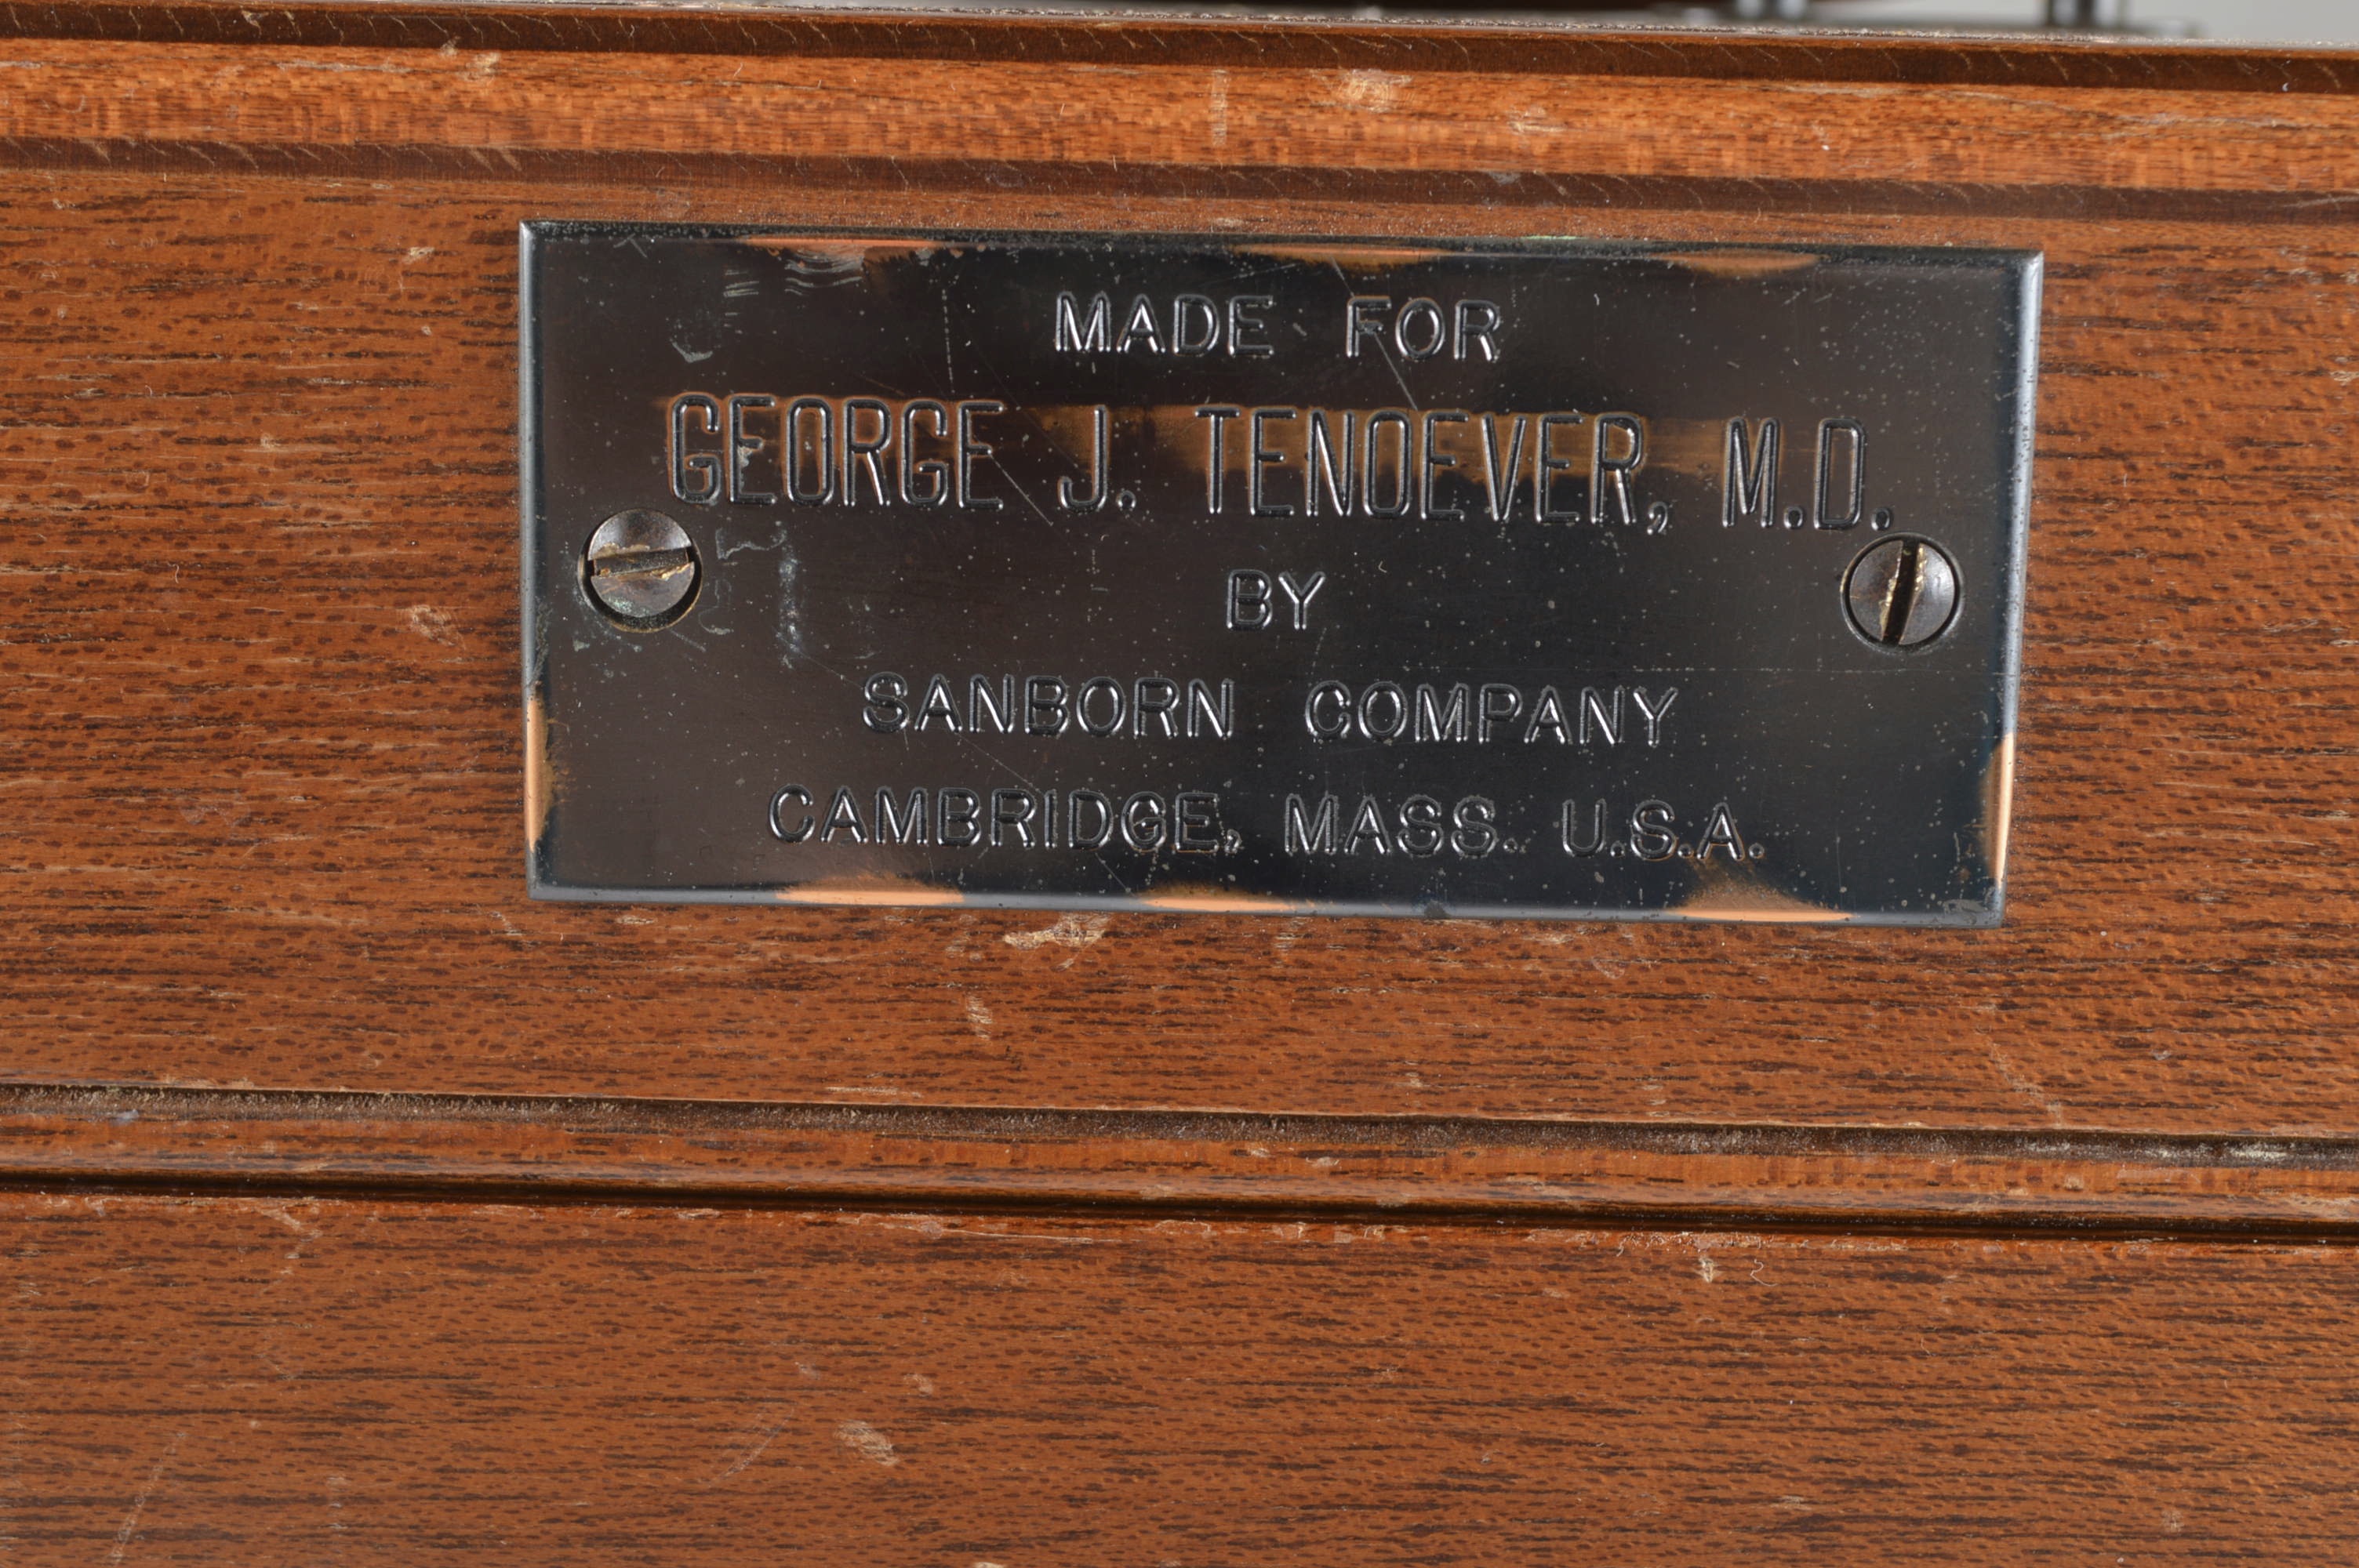 MADE FOR
GEORGE J. TENOEVER, M.D.
BY
SANBORN COMPANY
CAMBRIDGE, MASS. U.S.A.